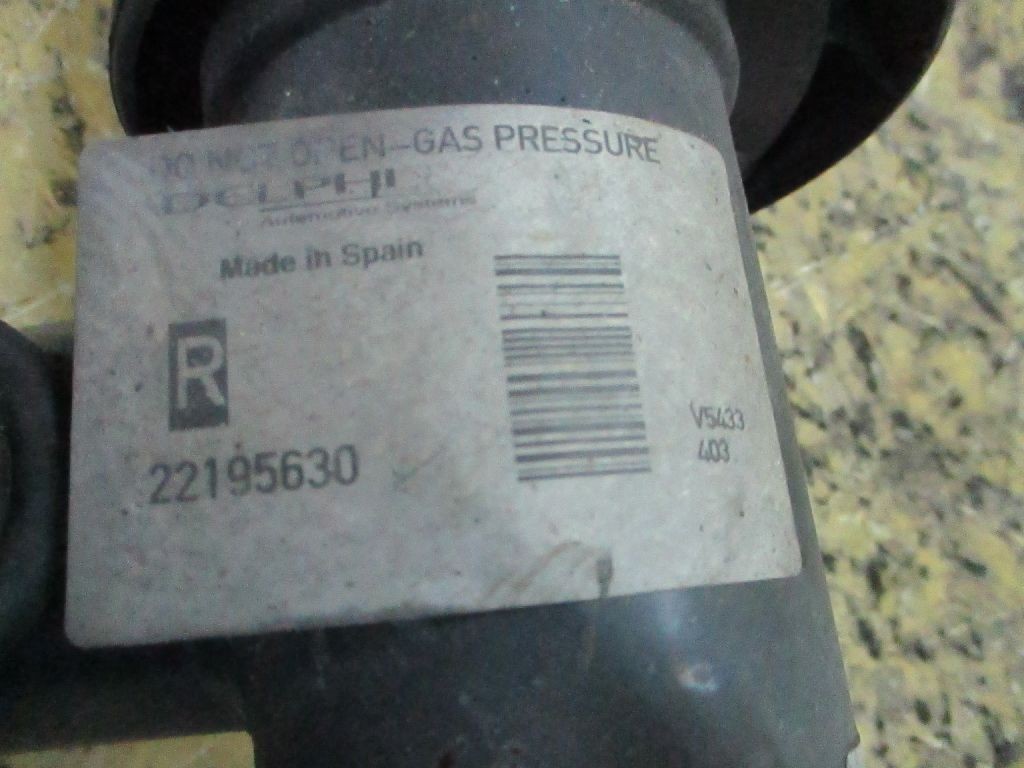 DO NOT OPEN-GAS PRESSURE
DELPHI
Automotive Systems
Made in Spain
R
22195630
V5433
403